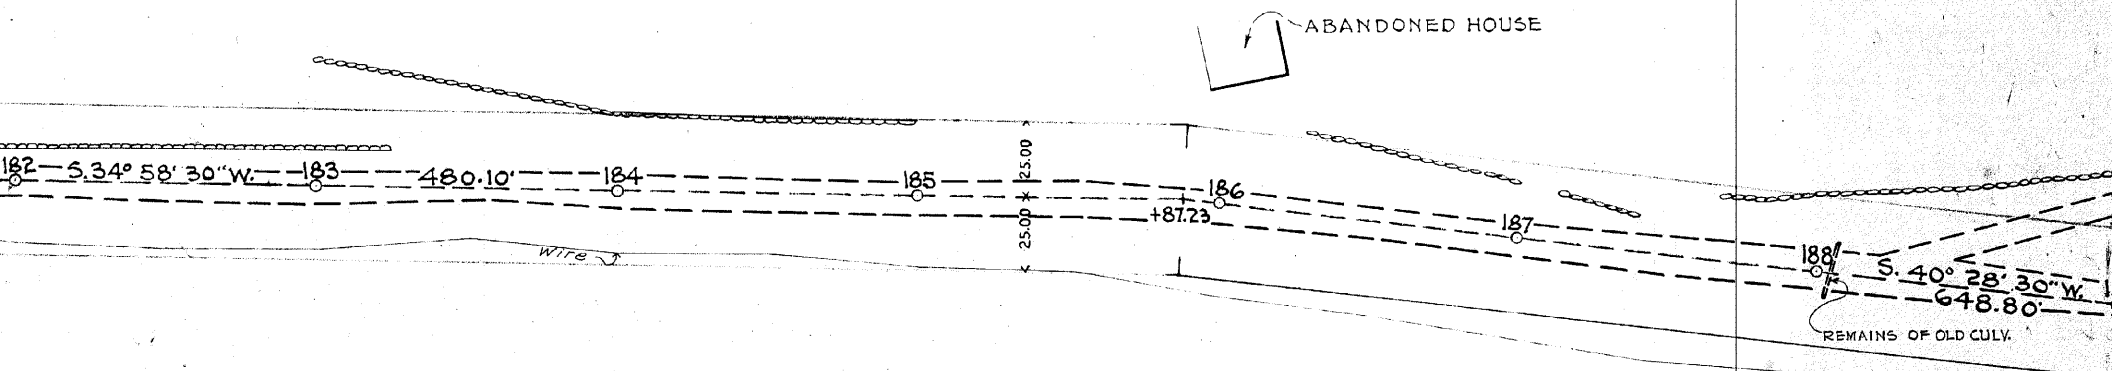 ABANDONED HOUSE
182 S. 34° 58' 30" W. 183 480.10' 184 185 186 187 188
25.00
25.00
+87.23
Wire
S. 40° 28' 30" W.
648.80'
REMAINS OF OLD CULV.